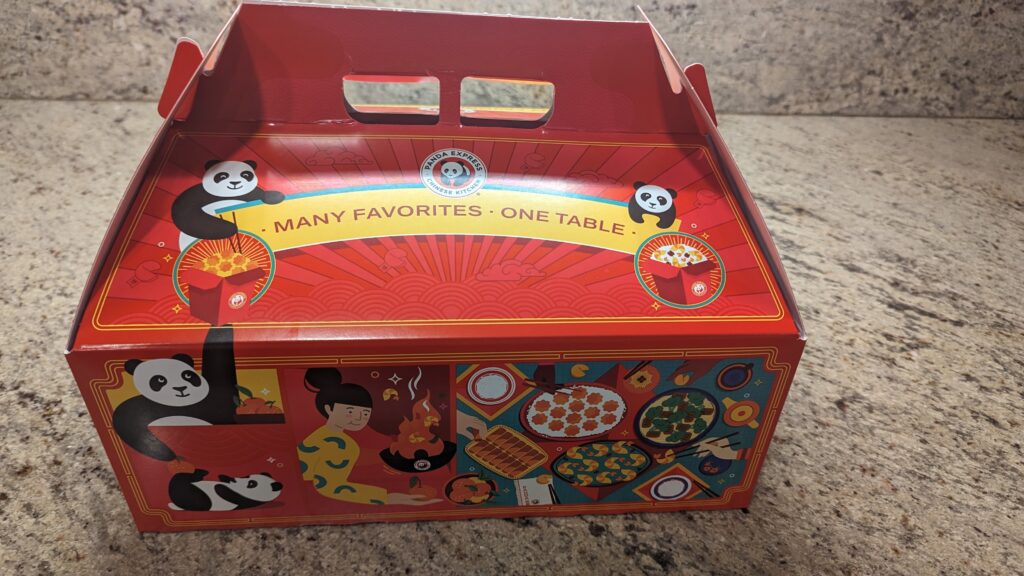 PANDA EXPRESS
CHINESE KITCHEN
· MANY FAVORITES · ONE TABLE ·